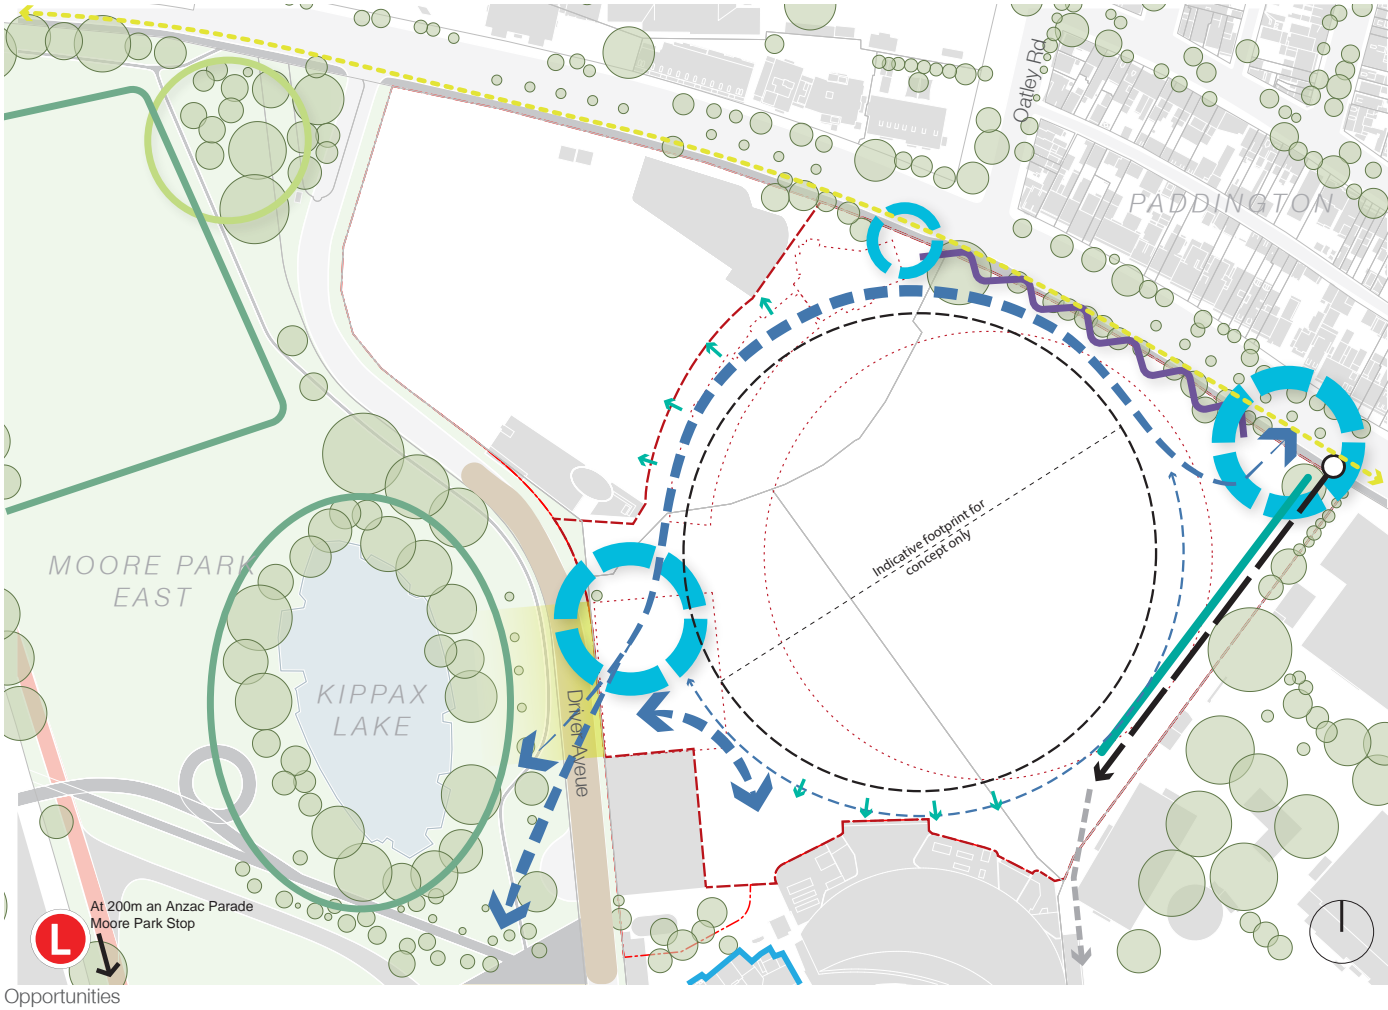 Oatley Rd
PADDINGTON
Indicative footprint for
concept only
MOORE PARK
EAST
KIPPAX
LAKE
Driver Aveue
At 200m an Anzac Parade
Moore Park Stop
L
Opportunities